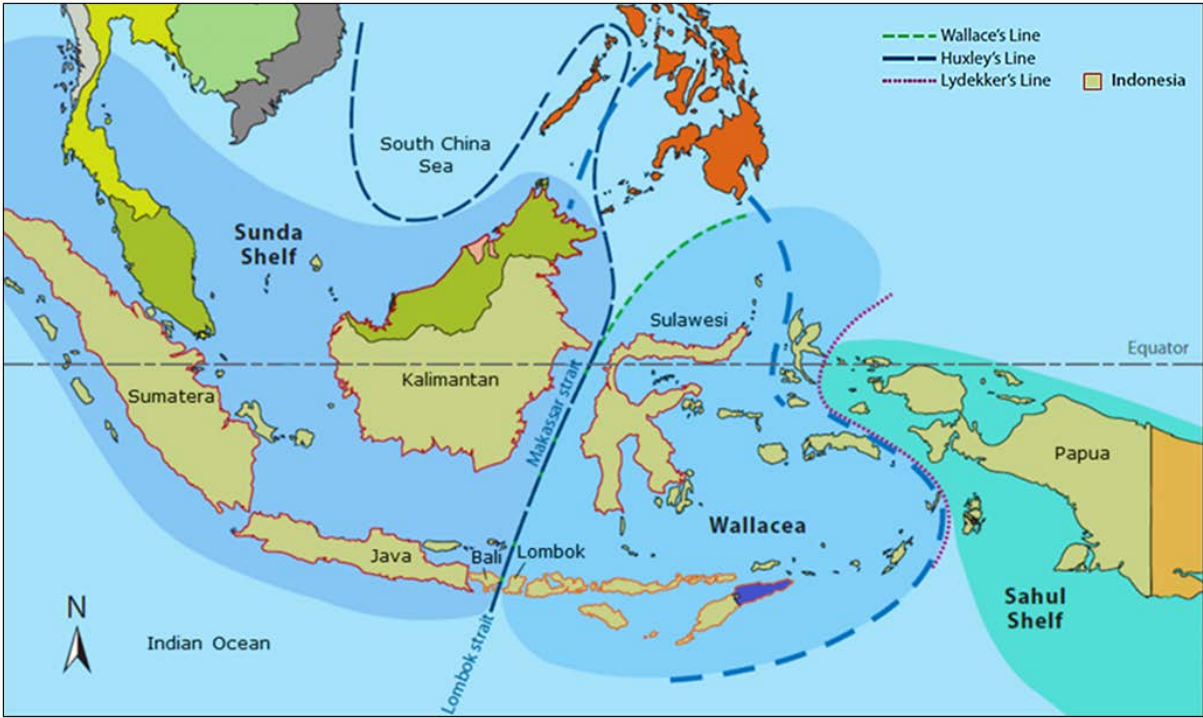 Wallace's Line
Huxley's Line
Lydekker's Line
Indonesia
South China
Sea
Sunda
Shelf
Sulawesi
Equator
Kalimantan
Sumatera
Makassar strait
Papua
Wallacea
Java
Bali
Lombok
Sahul
Shelf
N
Indian Ocean
Lombok strait